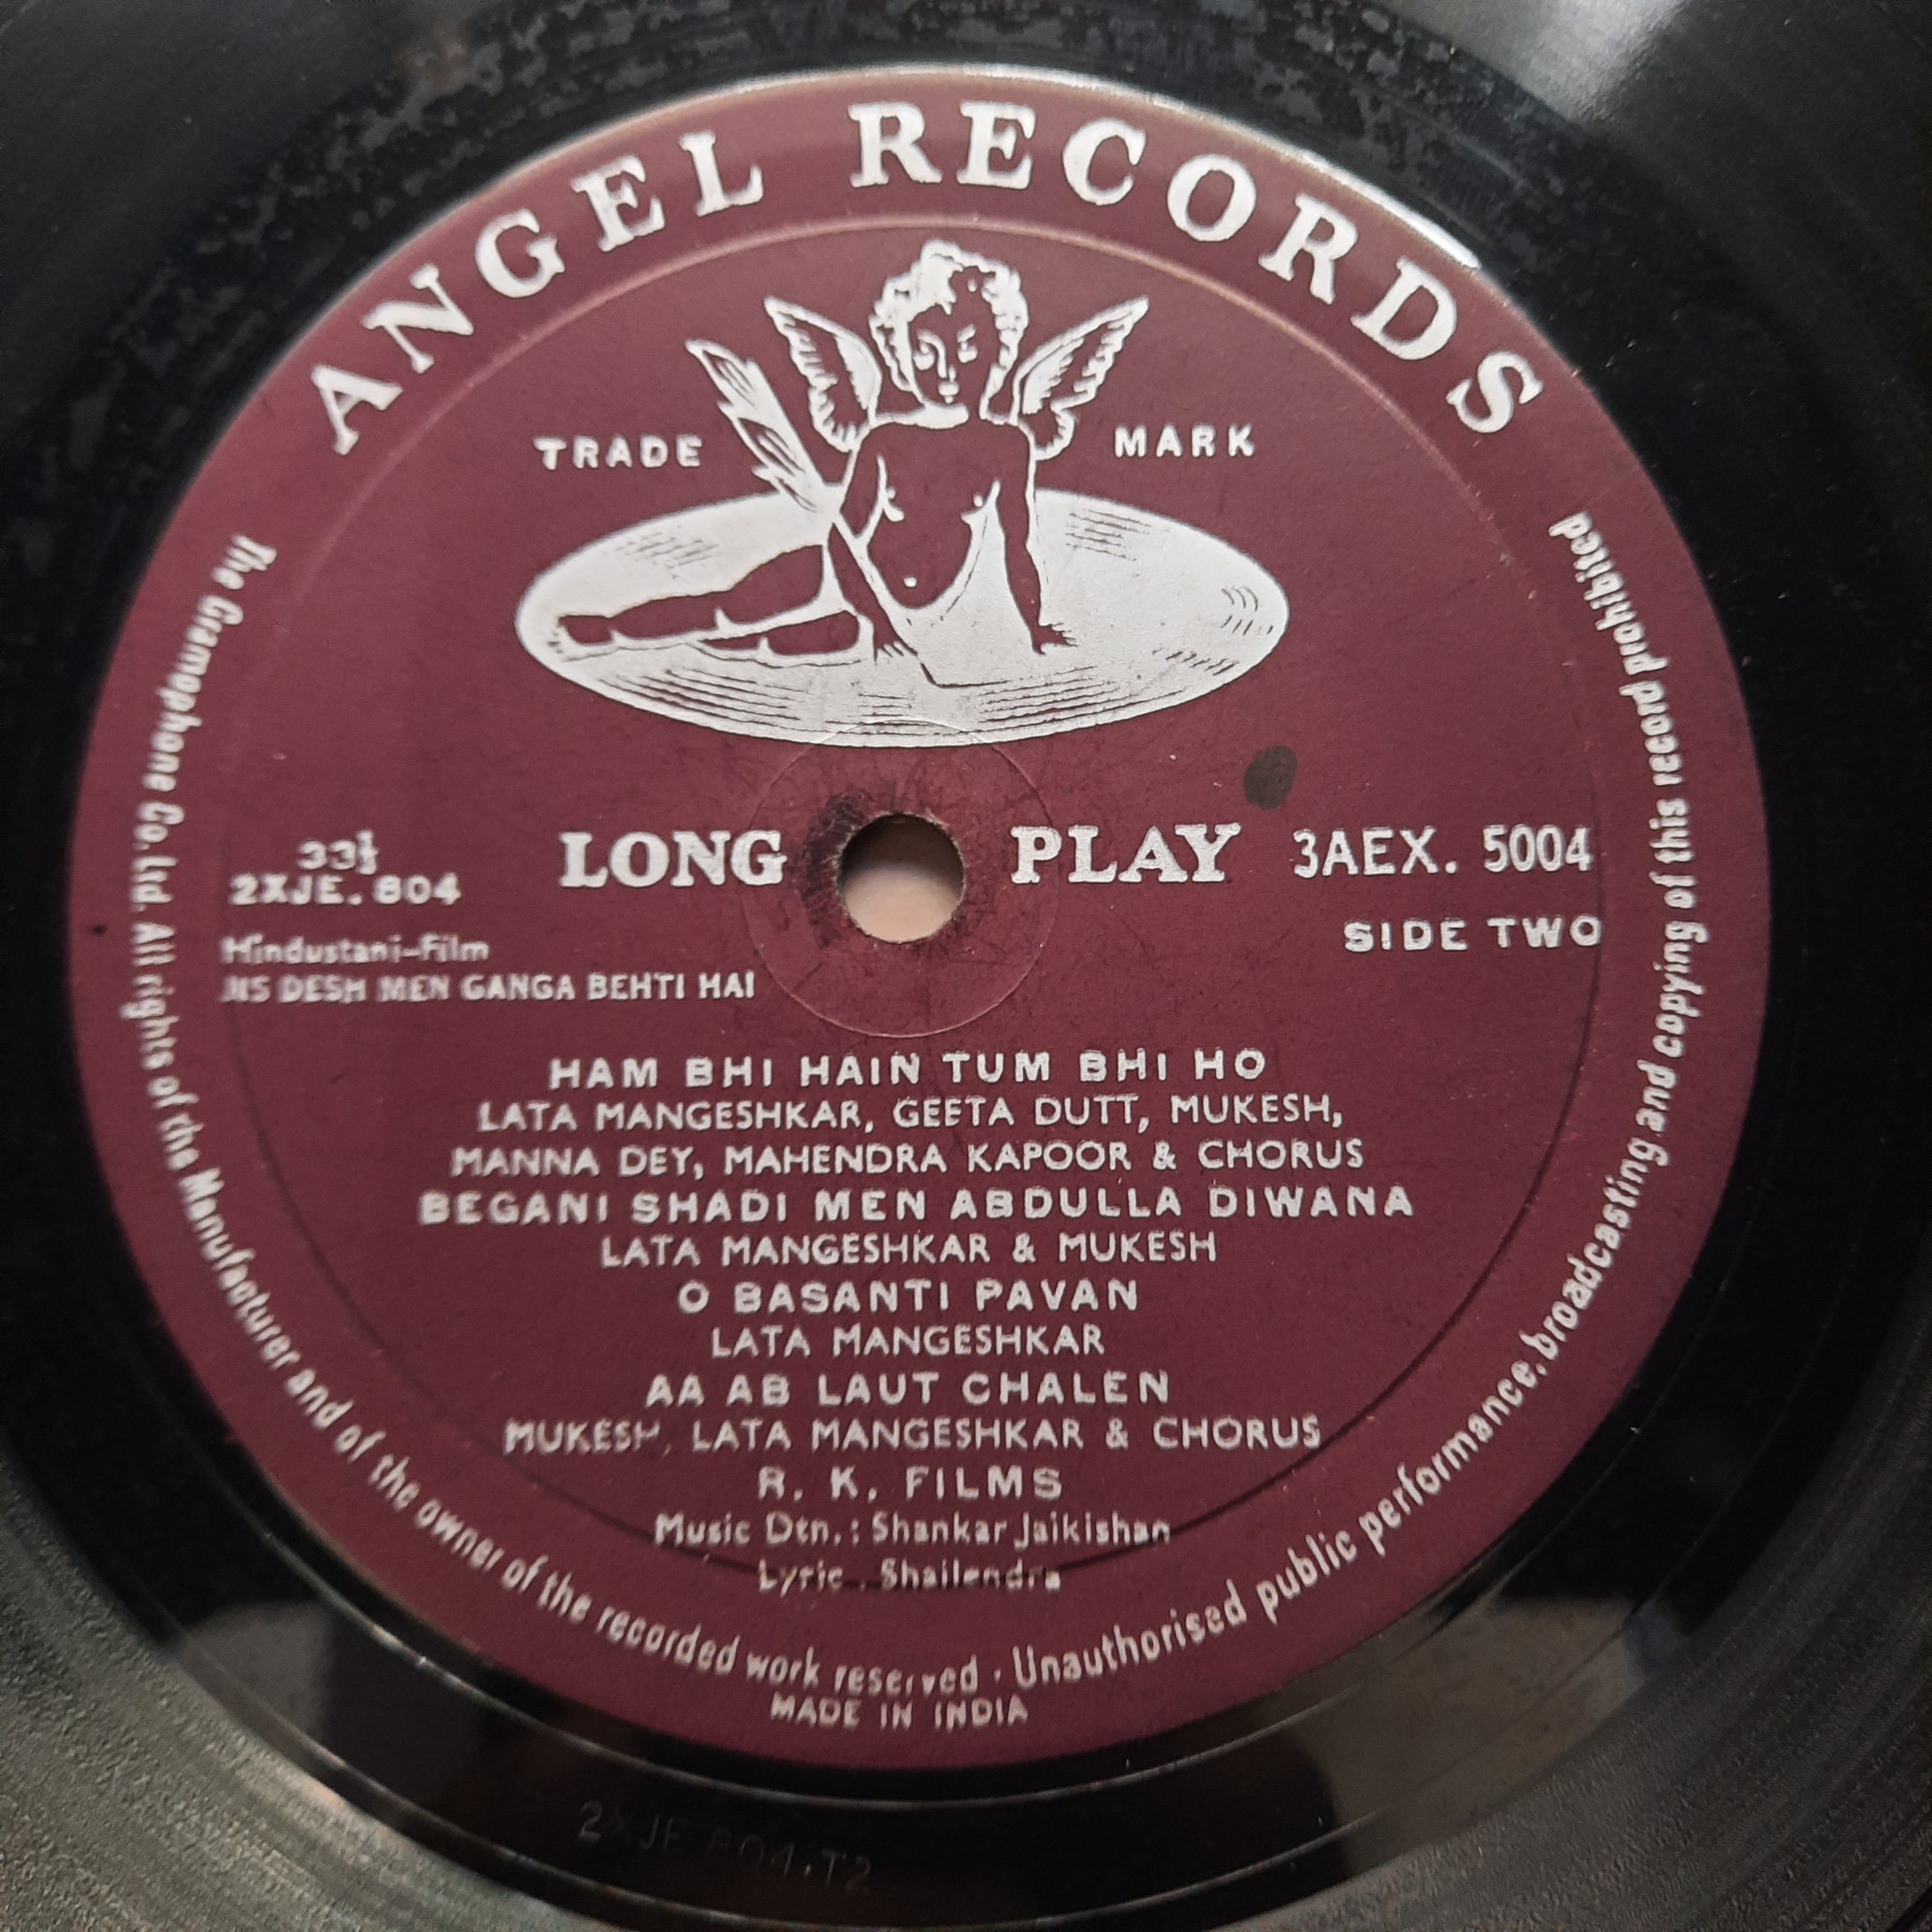 ANGEL RECORDS
TRADE MARK
33⅓
2XJE. 804
LONG PLAY
3AEX. 5004
SIDE TWO
Hindustani-Film
JIS DESH MEN GANGA BEHTI HAI
HAM BHI HAIN TUM BHI HO
LATA MANGESHKAR, GEETA DUTT, MUKESH,
MANNA DEY, MAHENDRA KAPOOR & CHORUS
BEGANI SHADI MEN ABDULLA DIWANA
LATA MANGESHKAR & MUKESH
O BASANTI PAVAN
LATA MANGESHKAR
AA AB LAUT CHALEN
MUKESH, LATA MANGESHKAR & CHORUS
R. K. FILMS
Music Dtn.: Shankar Jaikishan
Lyric . Shailendra
The Gramophone Co. Ltd. All rights of the Manufacturer and of the owner of the recorded work reserved · Unauthorised public performance, broadcasting and copying of this record prohibited
MADE IN INDIA
2XJE 804.T2